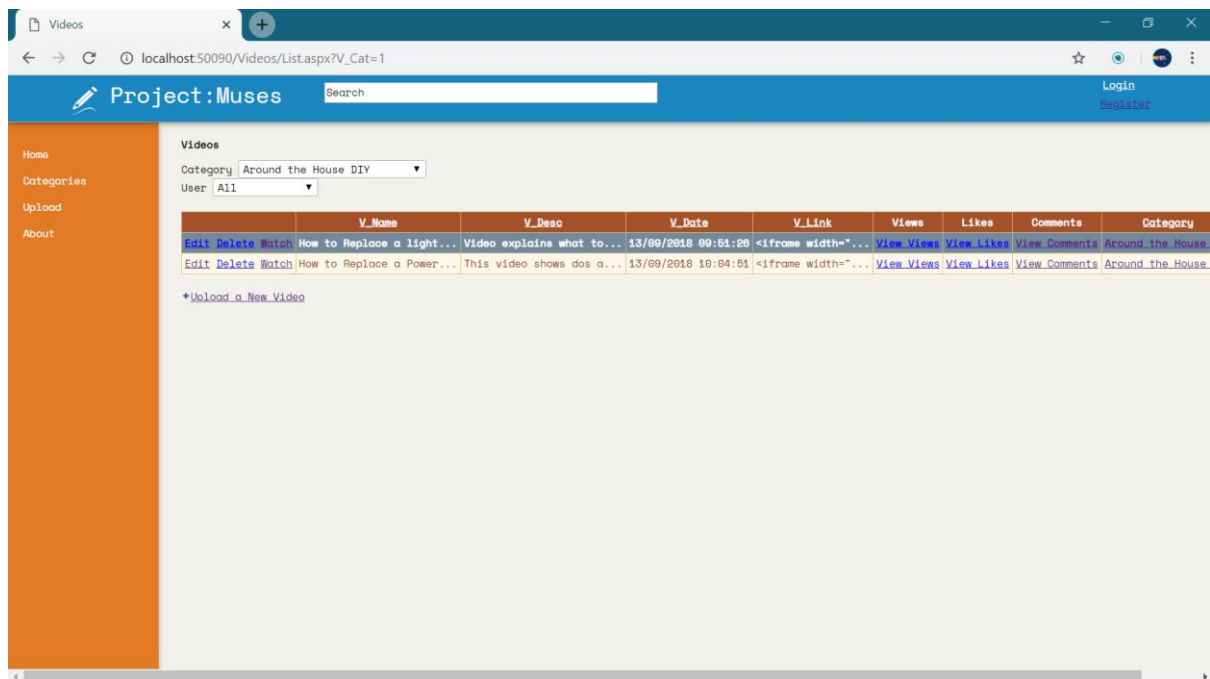 Videos
localhost:50090/Videos/List.aspx?V_Cat=1
Project:Muses Search Login
Register
Home
Categories
Upload
About
Videos
Category Around the House DIY
User All
V_Name V_Desc V_Date V_Link Views Likes Comments Category
Edit Delete Watch How to Replace a light... Video explains what to... 13/09/2018 09:51:26 <iframe width="... View Views View Likes View Comments Around the House
Edit Delete Watch How to Replace a Power... This video shows dos a... 13/09/2018 10:04:51 <iframe width="... View Views View Likes View Comments Around the House
+Upload a New Video